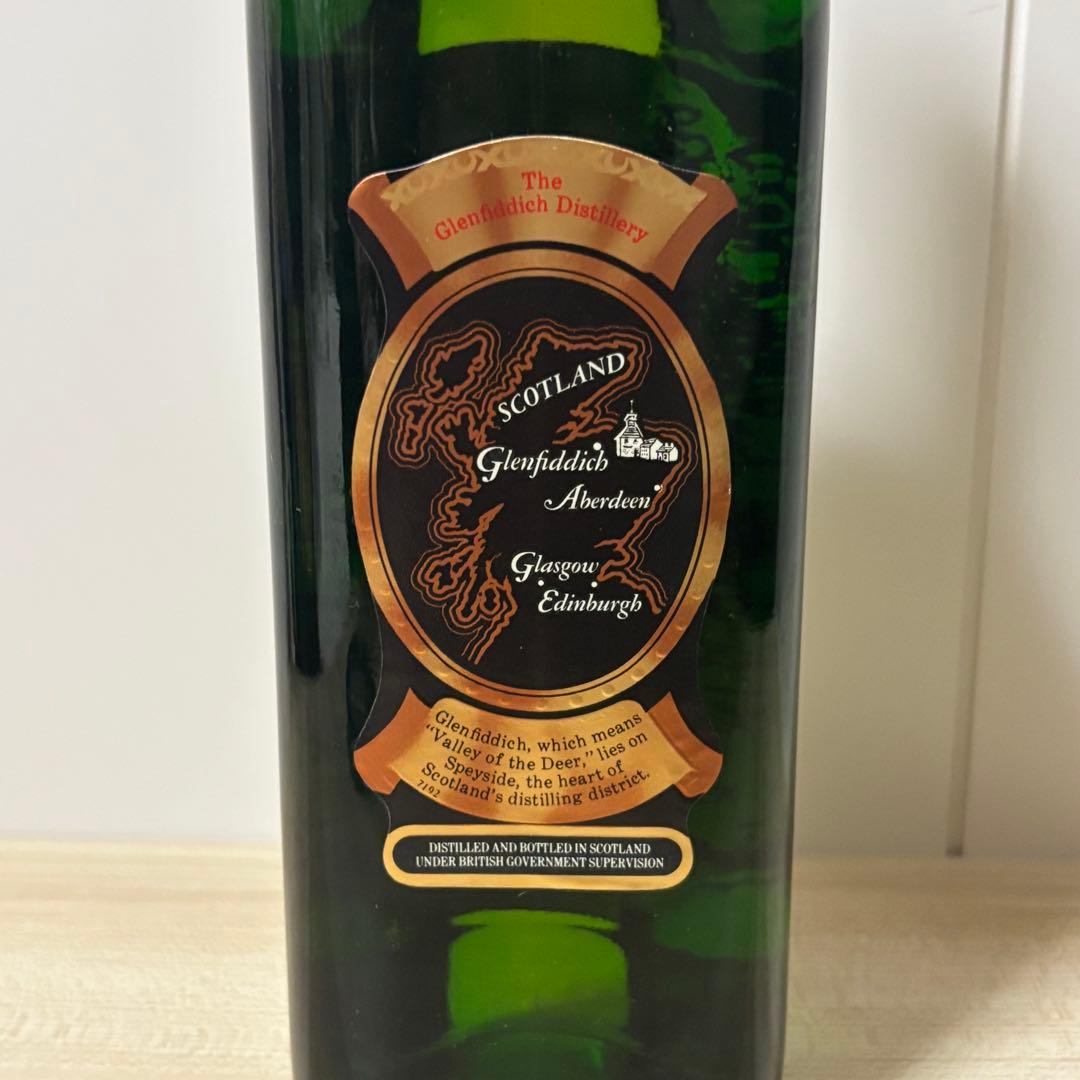 The
Glenfiddich Distillery
SCOTLAND
Glenfiddich
Aberdeen
Glasgow
Edinburgh
Glenfiddich, which means
"Valley of the Deer," lies on
Speyside, the heart of
Scotland's distilling district.
7192
DISTILLED AND BOTTLED IN SCOTLAND
UNDER BRITISH GOVERNMENT SUPERVISION